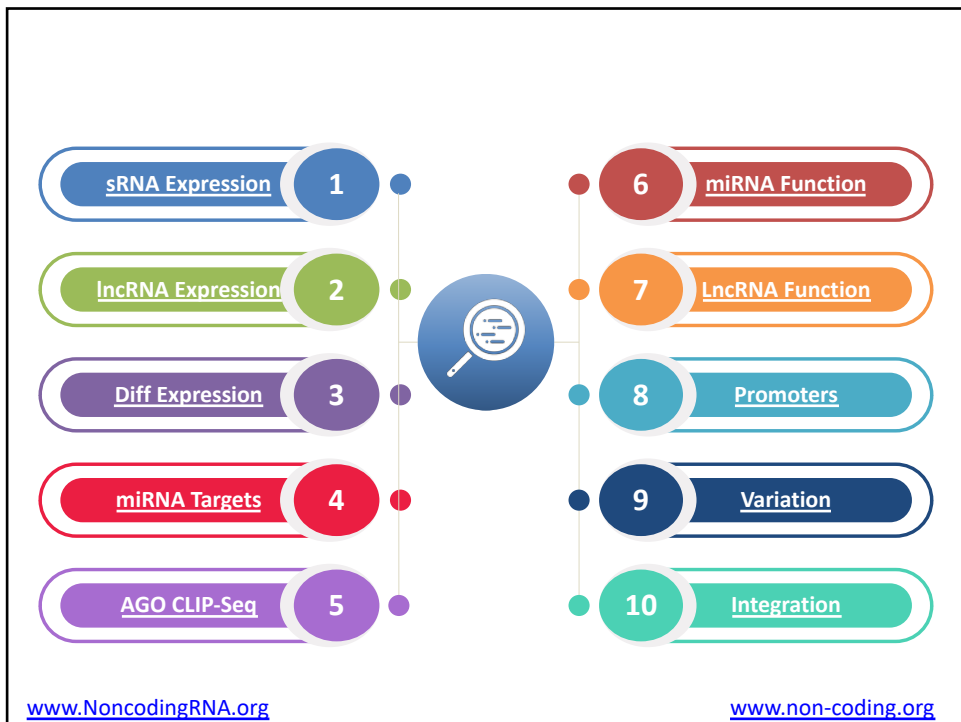 sRNA Expression 1
lncRNA Expression 2
Diff Expression 3
miRNA Targets 4
AGO CLIP-Seq 5
6 miRNA Function
7 LncRNA Function
8 Promoters
9 Variation
10 Integration
www.NoncodingRNA.org
www.non-coding.org